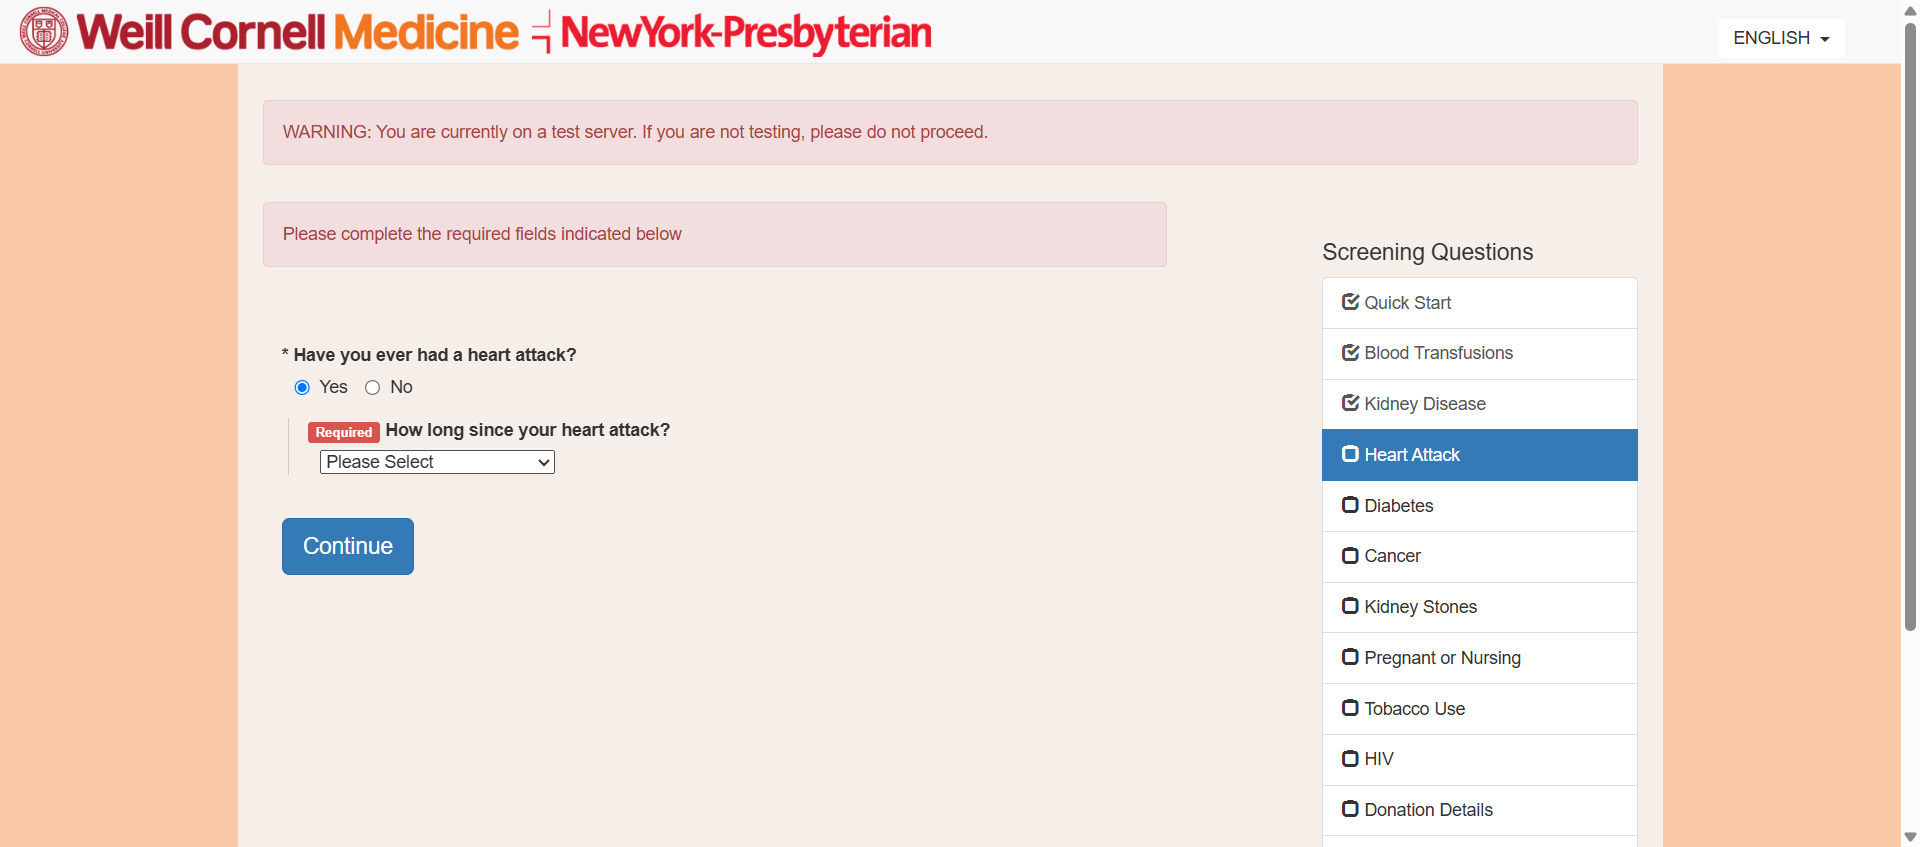 Weill Cornell Medicine NewYork-Presbyterian
ENGLISH
WARNING: You are currently on a test server. If you are not testing, please do not proceed.
Please complete the required fields indicated below
* Have you ever had a heart attack?
Yes No
Required How long since your heart attack?
Please Select
Continue
Screening Questions
Quick Start
Blood Transfusions
Kidney Disease
Heart Attack
Diabetes
Cancer
Kidney Stones
Pregnant or Nursing
Tobacco Use
HIV
Donation Details